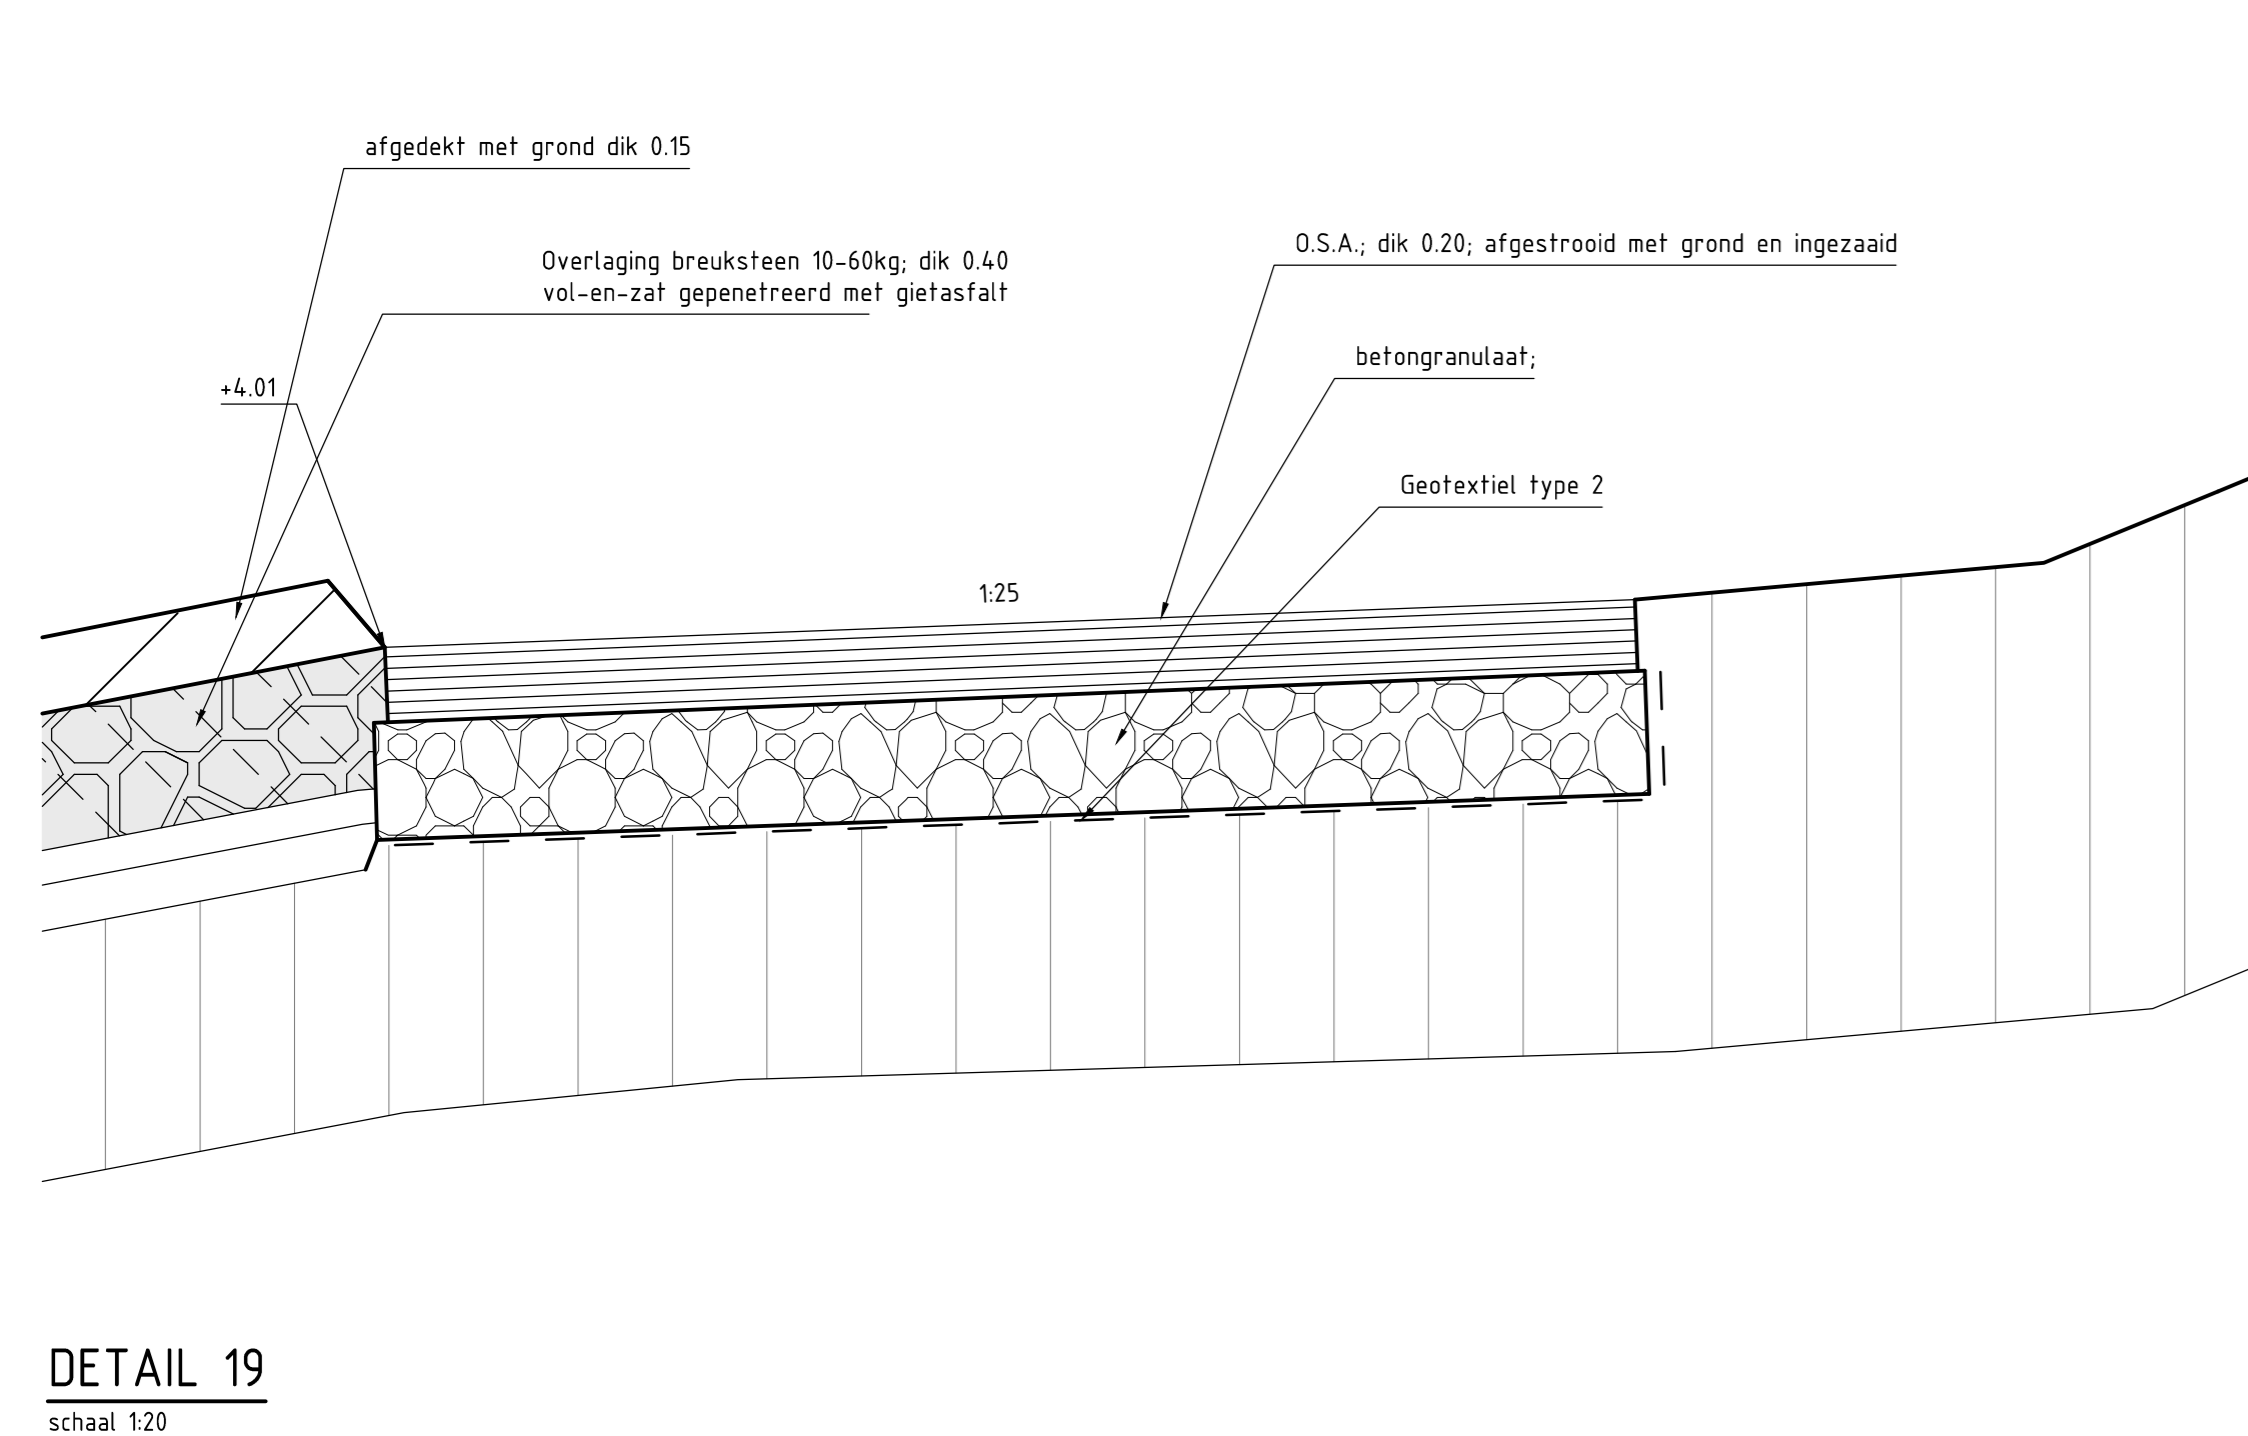 afgedekt met grond dik 0.15
O.S.A.; dik 0.20; afgestrooid met grond en ingezaaid
Overlaging breuksteen 10-60kg; dik 0.40
vol-en-zat gepenetreerd met gietasfalt
betongranulaat;
+4.01
Geotextiel type 2
1:25
DETAIL 19
schaal 1:20